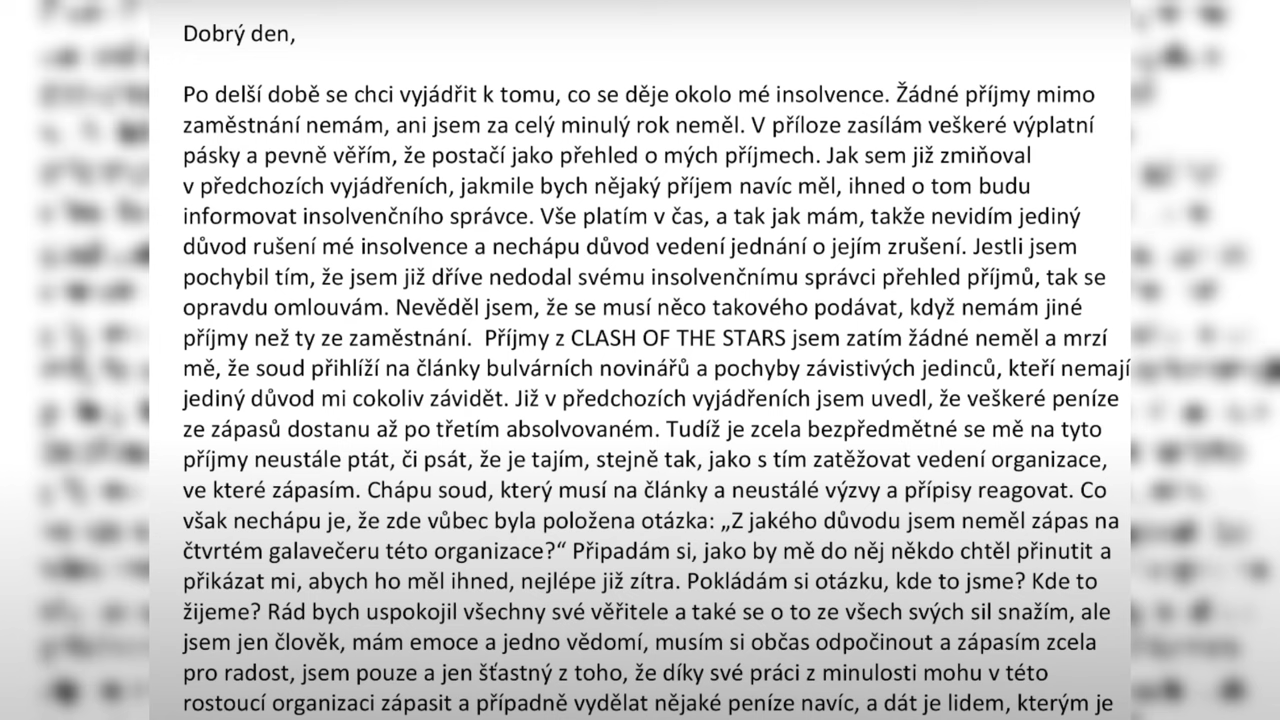 Dobrý den,
Po delší době se chci vyjádřit k tomu, co se děje okolo mé insolvence. Žádné příjmy mimo
zaměstnání nemám, ani jsem za celý minulý rok neměl. V příloze zasílám veškeré výplatní
pásky a pevně věřím, že postačí jako přehled o mých příjmech. Jak sem již zmiňoval
v předchozích vyjádřeních, jakmile bych nějaký příjem navíc měl, ihned o tom budu
informovat insolvenčního správce. Vše platím v čas, a tak jak mám, takže nevidím jediný
důvod rušení mé insolvence a nechápu důvod vedení jednání o jejím zrušení. Jestli jsem
pochybil tím, že jsem již dříve nedodal svému insolvenčnímu správci přehled příjmů, tak se
opravdu omlouvám. Nevěděl jsem, že se musí něco takového podávat, když nemám jiné
příjmy než ty ze zaměstnání.  Příjmy z CLASH OF THE STARS jsem zatím žádné neměl a mrzí
mě, že soud přihlíží na články bulvárních novinářů a pochyby závistivých jedinců, kteří nemají
jediný důvod mi cokoliv závidět. Již v předchozích vyjádřeních jsem uvedl, že veškeré peníze
ze zápasů dostanu až po třetím absolvovaném. Tudíž je zcela bezpředmětné se mě na tyto
příjmy neustále ptát, či psát, že je tajím, stejně tak, jako s tím zatěžovat vedení organizace,
ve které zápasím. Chápu soud, který musí na články a neustálé výzvy a přípisy reagovat. Co
však nechápu je, že zde vůbec byla položena otázka: „Z jakého důvodu jsem neměl zápas na
čtvrtém galavečeru této organizace?“ Připadám si, jako by mě do něj někdo chtěl přinutit a
přikázat mi, abych ho měl ihned, nejlépe již zítra. Pokládám si otázku, kde to jsme? Kde to
žijeme? Rád bych uspokojil všechny své věřitele a také se o to ze všech svých sil snažím, ale
jsem jen člověk, mám emoce a jedno vědomí, musím si občas odpočinout a zápasím zcela
pro radost, jsem pouze a jen šťastný z toho, že díky své práci z minulosti mohu v této
rostoucí organizaci zápasit a případně vydělat nějaké peníze navíc, a dát je lidem, kterým je